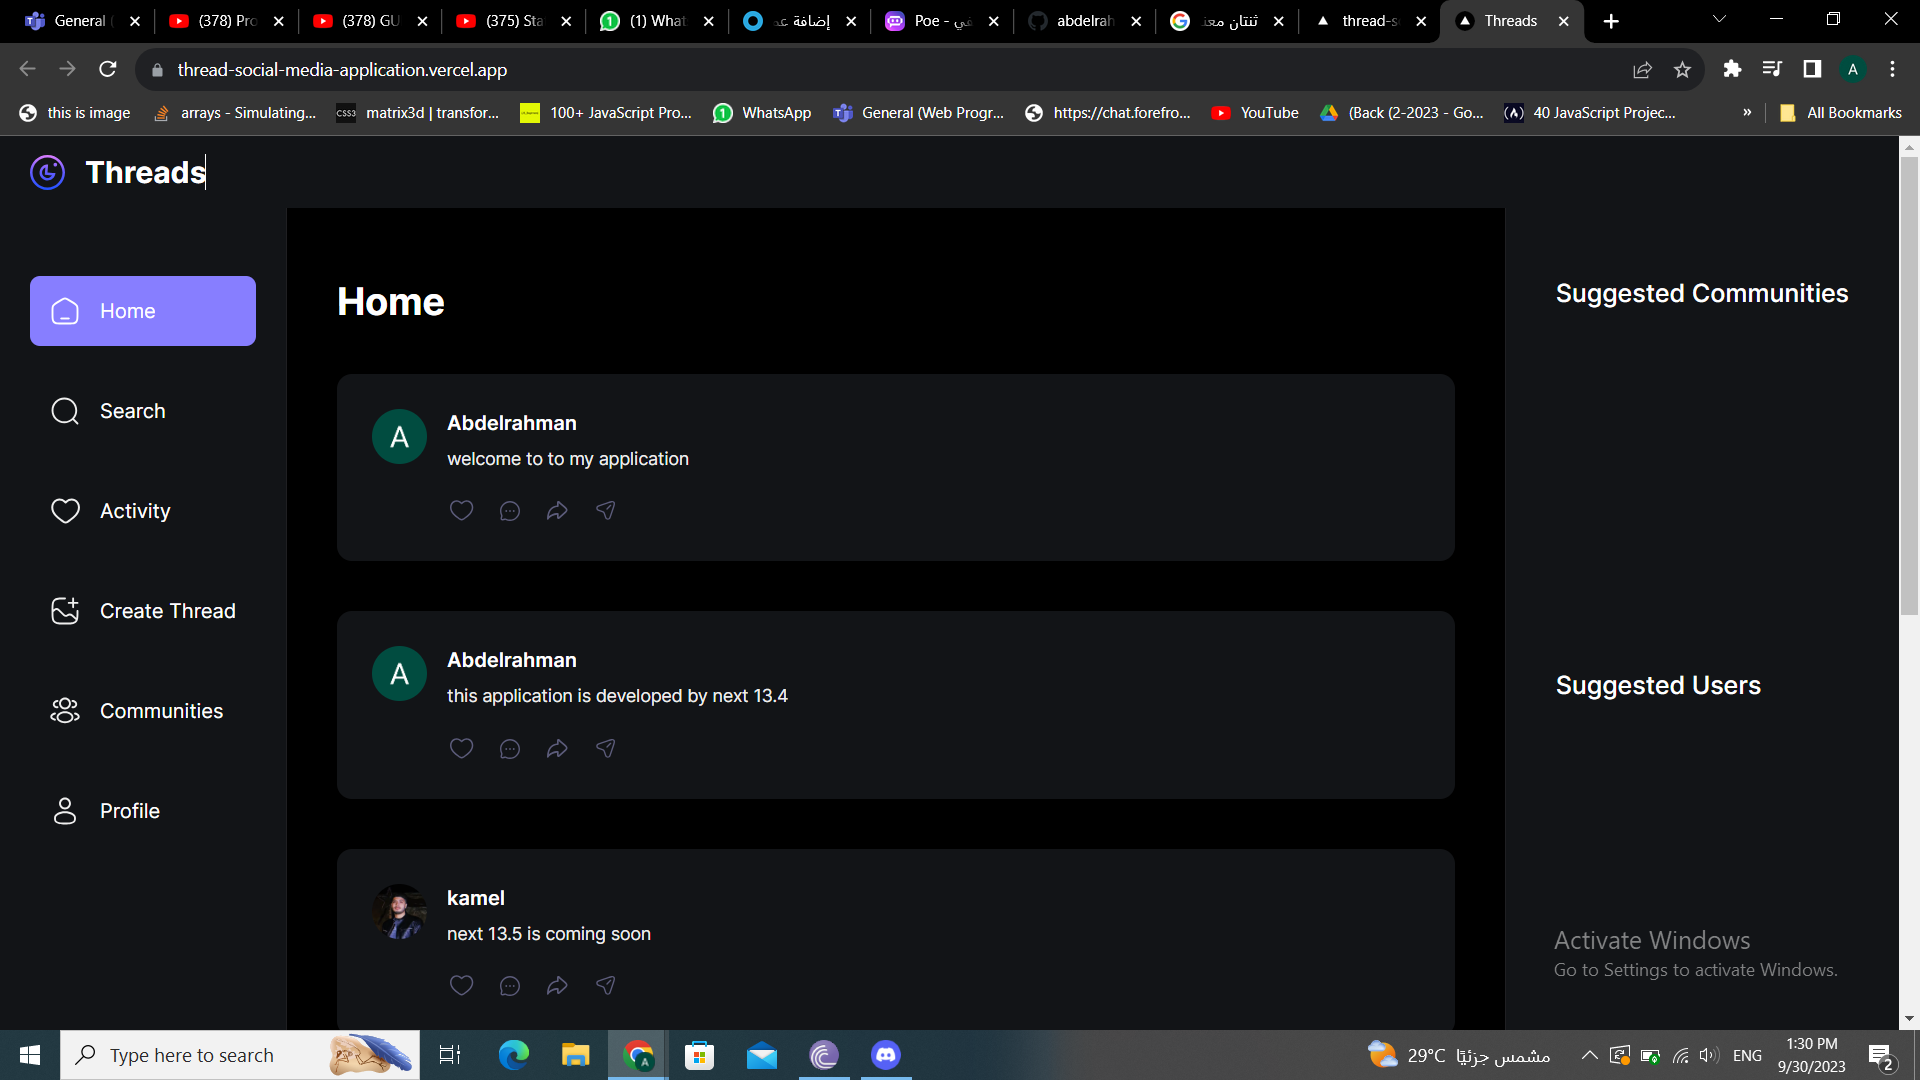 General (
(378) Pro
(378) GU
(375) Sta
(1) What
إضافة عد
Poe - في
abdelrah
ثنتان معن
thread-s
Threads
thread-social-media-application.vercel.app
A
this is image
arrays - Simulating...
CSS3
matrix3d | transfor...
100+ JavaScript Pro...
WhatsApp
General (Web Progr...
https://chat.forefro...
YouTube
(Back (2-2023 - Go...
40 JavaScript Projec...
»
All Bookmarks
Threads
Home
Search
Activity
Create Thread
Communities
Profile
Home
A
Abdelrahman
welcome to to my application
A
Abdelrahman
this application is developed by next 13.4
kamel
next 13.5 is coming soon
Suggested Communities
Suggested Users
Activate Windows
Go to Settings to activate Windows.
Type here to search
29°C مشمس جزئيًا
ENG
1:30 PM
9/30/2023
2